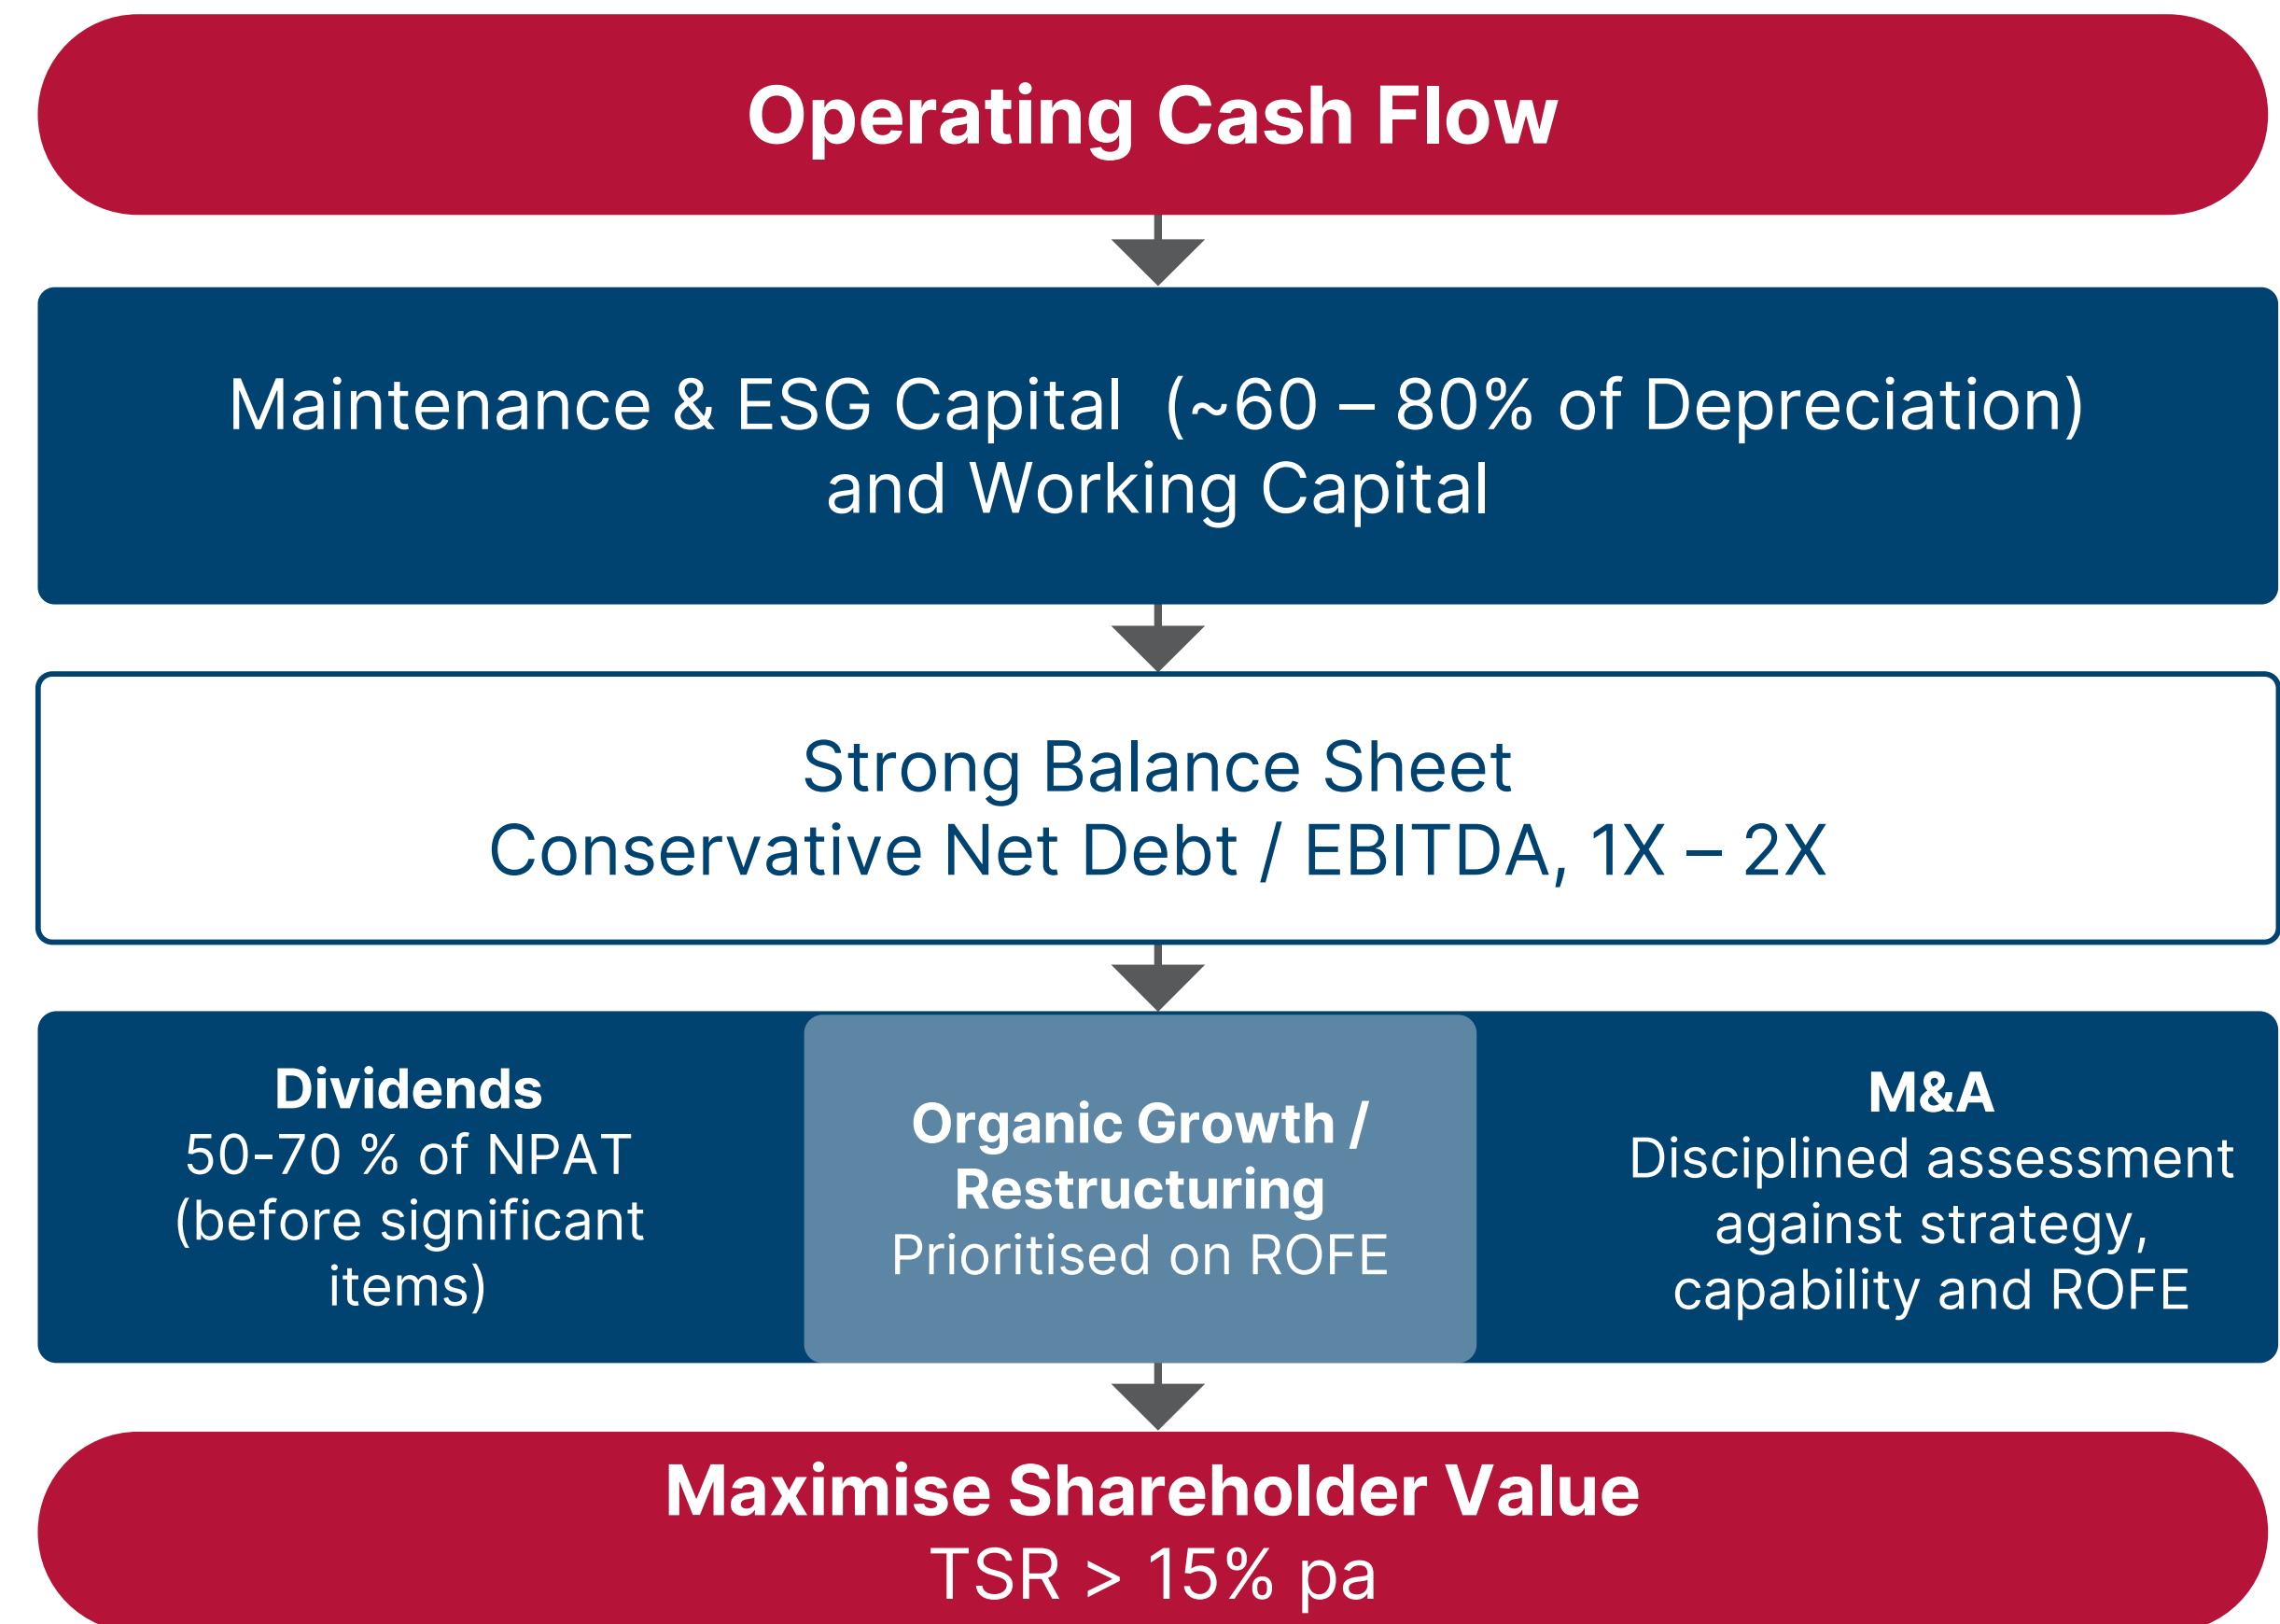 Operating Cash Flow
Maintenance & ESG Capital (~60 – 80% of Depreciation)
and Working Capital
Strong Balance Sheet
Conservative Net Debt / EBITDA, 1X – 2X
Dividends
50-70 % of NPAT
(before significant
items)
Organic Growth /
Restructuring
Prioritised on ROFE
M&A
Disciplined assessment
against strategy,
capability and ROFE
Maximise Shareholder Value
TSR > 15% pa